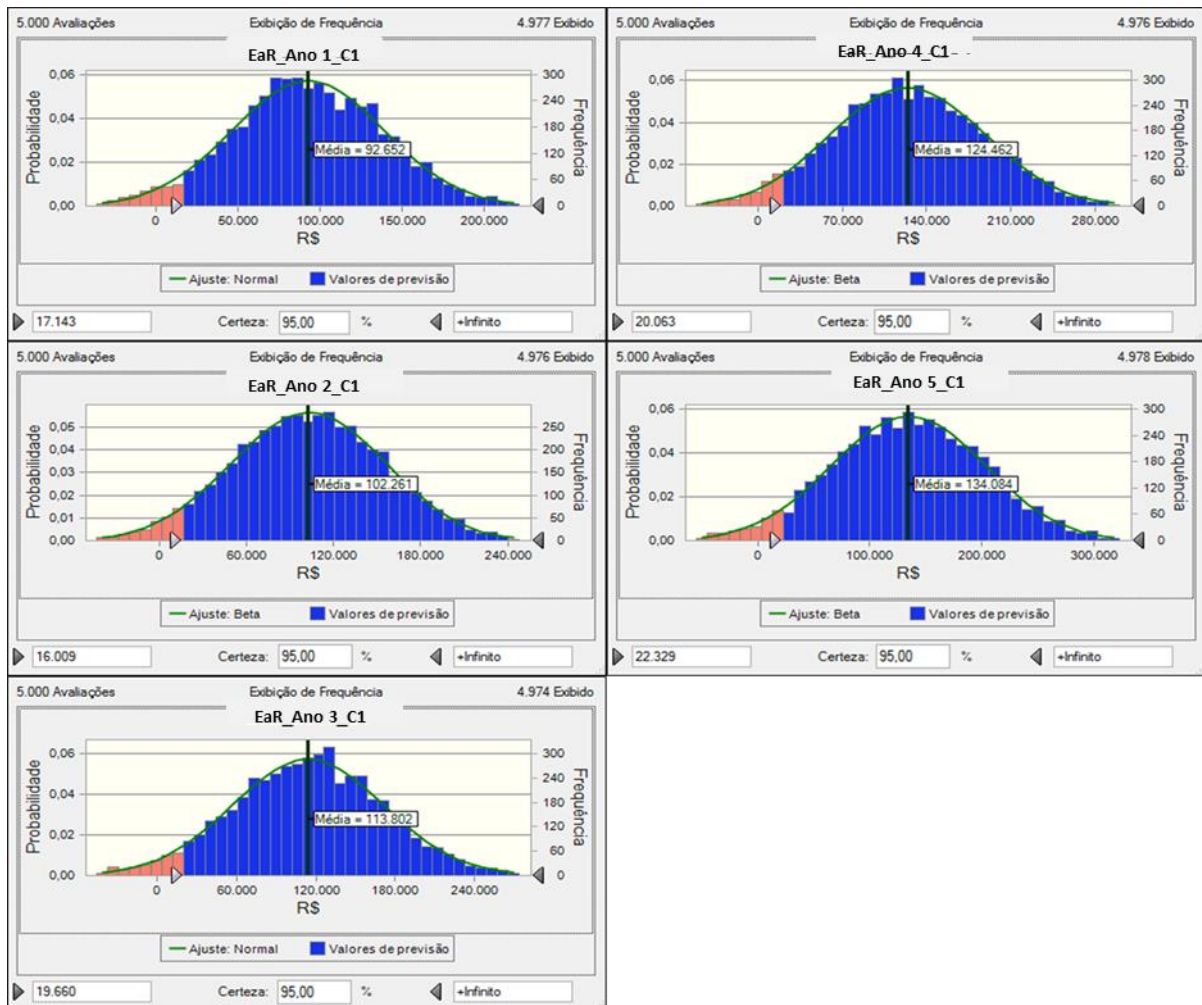 5.000 Avaliações Exibição de Frequência 4.977 Exibido
EaR_Ano 1_C1
Probabilidade
0,06
0,04
0,02
0,00
Média = 92.652
300
240
180
120
60
0
Frequência
0 50.000 100.000 150.000 200.000
R$
Ajuste: Normal Valores de previsão
17.143 Certeza: 95,00 % +Infinito
5.000 Avaliações Exibição de Frequência 4.976 Exibido
EaR_Ano 4_C1
Probabilidade
0,06
0,04
0,02
0,00
Média = 124.462
300
240
180
120
60
0
Frequência
0 70.000 140.000 210.000 280.000
R$
Ajuste: Beta Valores de previsão
20.063 Certeza: 95,00 % +Infinito
5.000 Avaliações Exibição de Frequência 4.976 Exibido
EaR_Ano 2_C1
Probabilidade
0,05
0,04
0,03
0,02
0,01
0,00
Média = 102.261
250
200
150
100
50
0
Frequência
0 60.000 120.000 180.000 240.000
R$
Ajuste: Beta Valores de previsão
16.009 Certeza: 95,00 % +Infinito
5.000 Avaliações Exibição de Frequência 4.978 Exibido
EaR_Ano 5_C1
Probabilidade
0,06
0,04
0,02
0,00
Média = 134.084
300
240
180
120
60
0
Frequência
0 100.000 200.000 300.000
R$
Ajuste: Beta Valores de previsão
22.329 Certeza: 95,00 % +Infinito
5.000 Avaliações Exibição de Frequência 4.974 Exibido
EaR_Ano 3_C1
Probabilidade
0,06
0,04
0,02
0,00
Média = 113.802
300
240
180
120
60
0
Frequência
0 60.000 120.000 180.000 240.000
R$
Ajuste: Normal Valores de previsão
19.660 Certeza: 95,00 % +Infinito